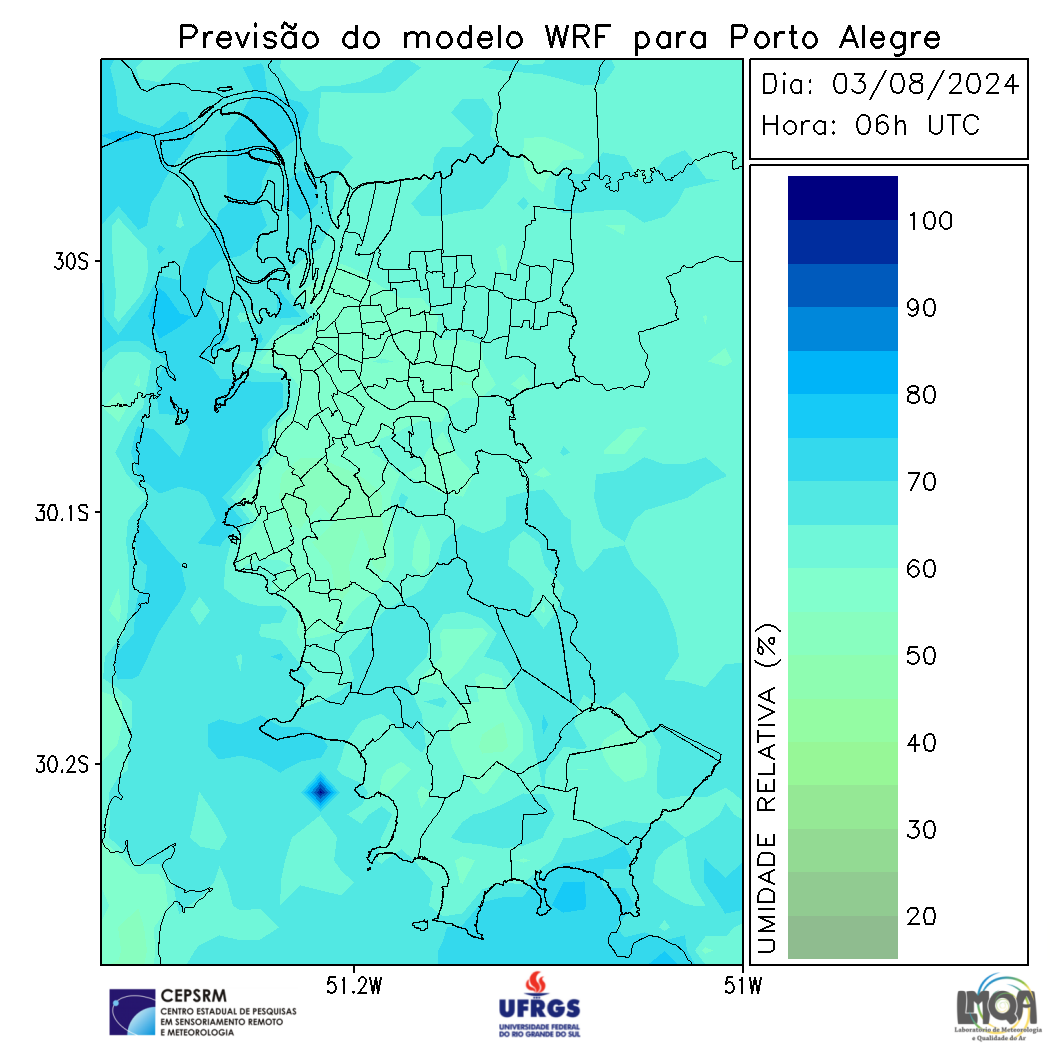 Previsão do modelo WRF para Porto Alegre
Dia: 03/08/2024
Hora: 06h UTC
30S
30.1S
30.2S
51.2W
51W
100
90
80
70
60
50
40
30
20
UMIDADE RELATIVA (%)
CEPSRM
CENTRO ESTADUAL DE PESQUISAS
EM SENSORIAMENTO REMOTO
E METEOROLOGIA
UFRGS
UNIVERSIDADE FEDERAL
DO RIO GRANDE DO SUL
LMQA
Laboratório de Meteorologia
e Qualidade do Ar